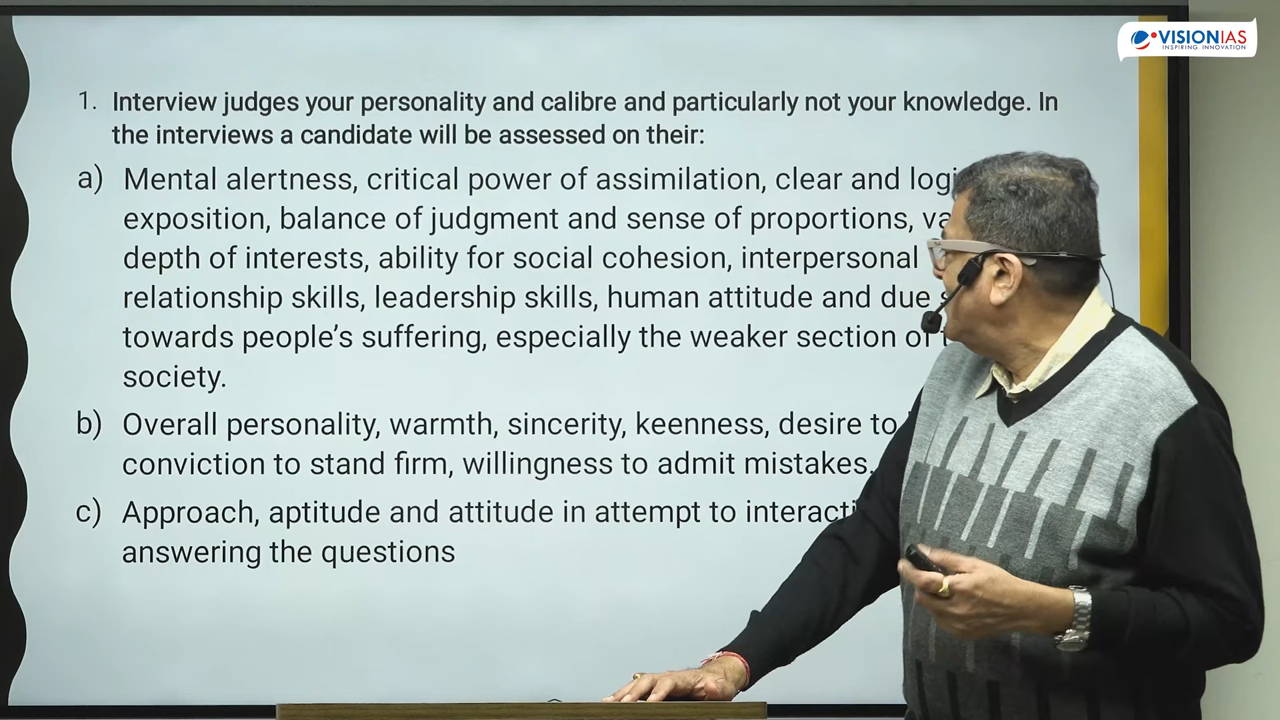 VISIONIAS
INSPIRING INNOVATION
1. Interview judges your personality and calibre and particularly not your knowledge. In
the interviews a candidate will be assessed on their:
a) Mental alertness, critical power of assimilation, clear and
exposition, balance of judgment and sense of proportions,
depth of interests, ability for social cohesion, interpersonal
relationship skills, leadership skills, human attitude and due
towards people’s suffering, especially the weaker section of
society.
b) Overall personality, warmth, sincerity, keenness, desire to
conviction to stand firm, willingness to admit mistakes.
c) Approach, aptitude and attitude in attempt to
answering the questions